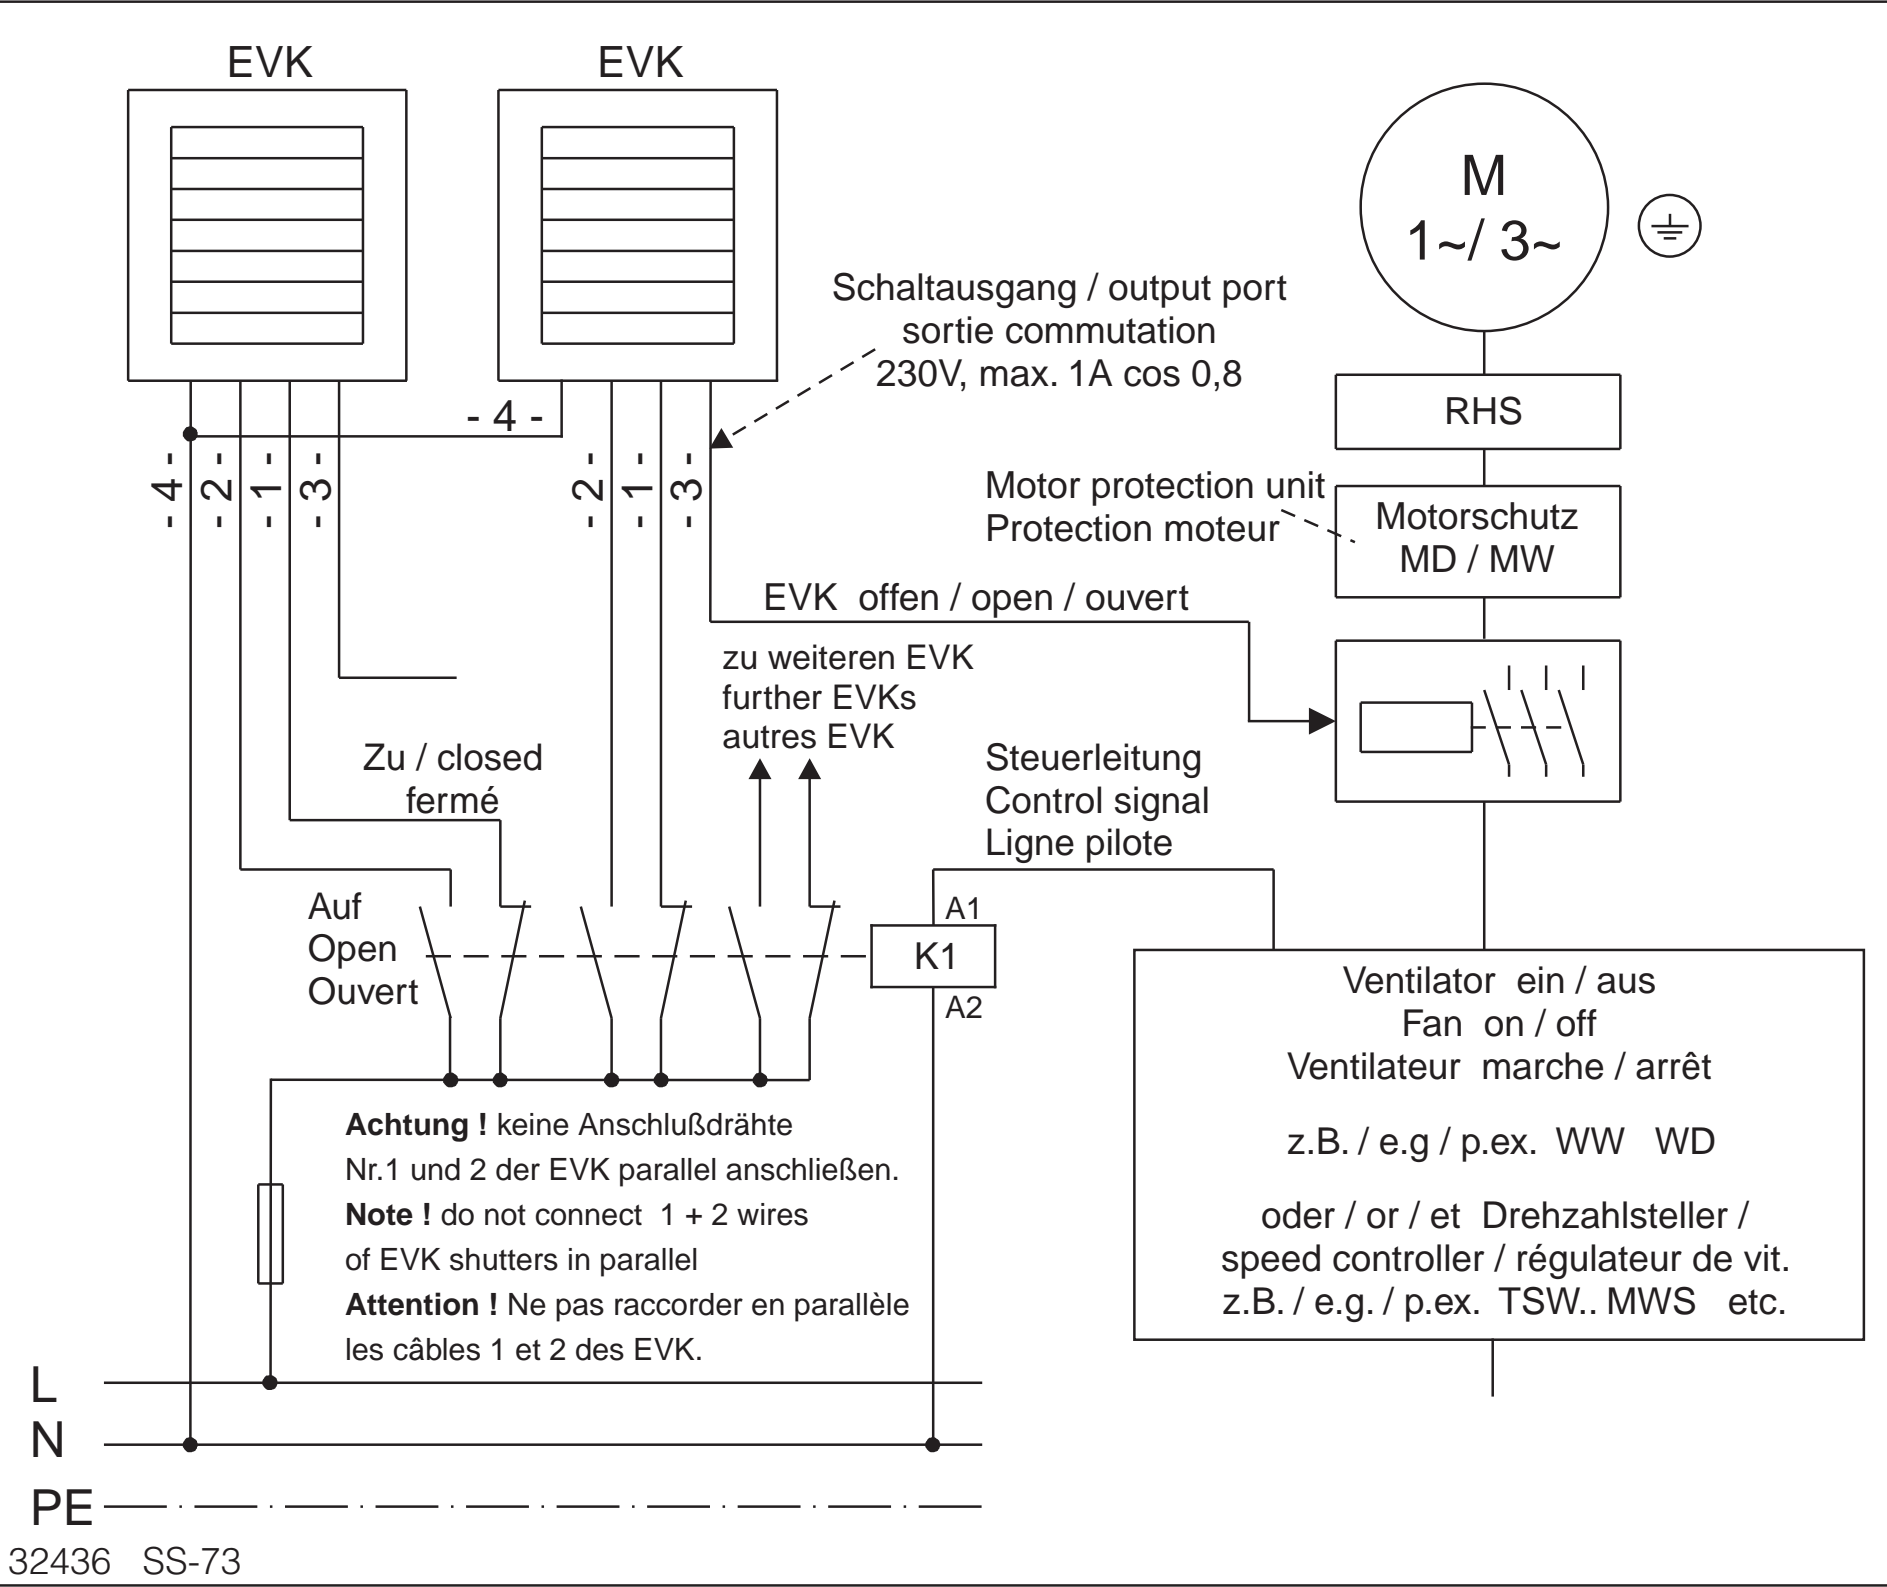 EVK
EVK
M
1~/ 3~
Schaltausgang / output port
sortie commutation
230V, max. 1A cos 0,8
RHS
- 4 -
- 4 -
- 2 -
- 1 -
- 3 -
- 2 -
- 1 -
- 3 -
Motor protection unit
Protection moteur
Motorschutz
MD / MW
EVK offen / open / ouvert
zu weiteren EVK
further EVKs
autres EVK
Zu / closed
fermé
Steuerleitung
Control signal
Ligne pilote
Auf
Open
Ouvert
A1
K1
A2
Ventilator ein / aus
Fan on / off
Ventilateur marche / arrêt
z.B. / e.g / p.ex. WW WD
oder / or / et Drehzahlsteller /
speed controller / régulateur de vit.
z.B. / e.g. / p.ex. TSW.. MWS etc.
Achtung ! keine Anschlußdrähte
Nr.1 und 2 der EVK parallel anschließen.
Note ! do not connect 1 + 2 wires
of EVK shutters in parallel
Attention ! Ne pas raccorder en parallèle
les câbles 1 et 2 des EVK.
L
N
PE
32436 SS-73